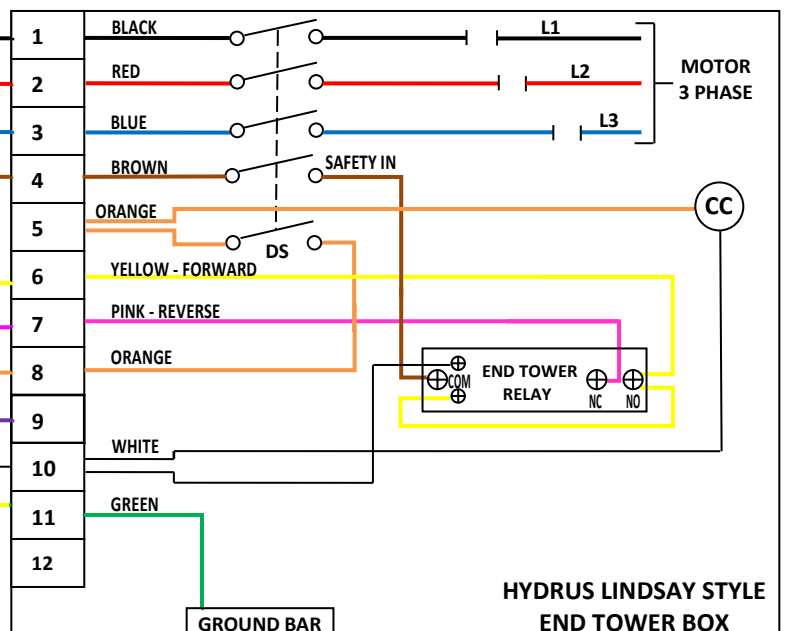 1
BLACK
L1
2
RED
L2
MOTOR
3 PHASE
3
BLUE
L3
4
BROWN
SAFETY IN
5
ORANGE
CC
DS
6
YELLOW - FORWARD
7
PINK - REVERSE
8
ORANGE
COM
END TOWER
RELAY
NC
NO
9
10
WHITE
11
GREEN
12
HYDRUS LINDSAY STYLE
END TOWER BOX
GROUND BAR